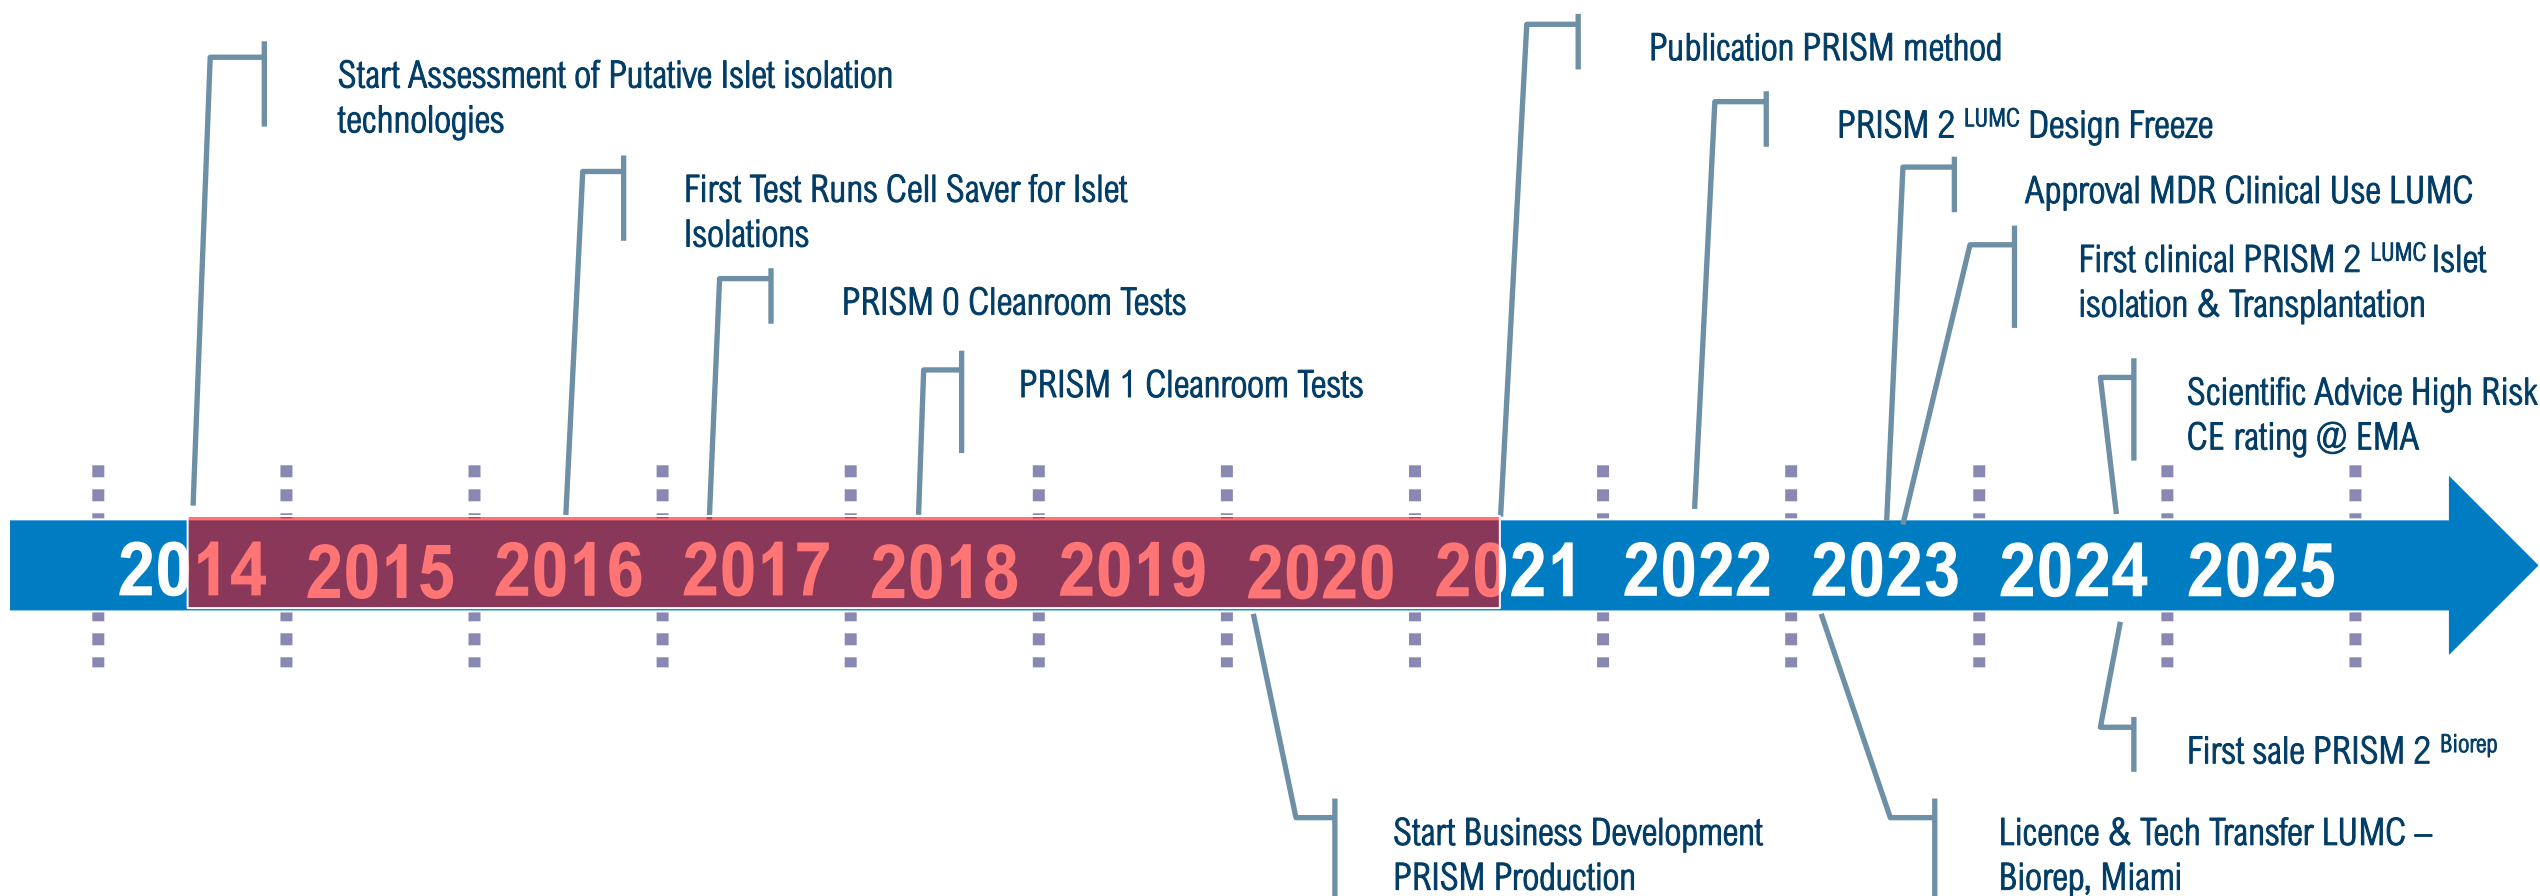 Start Assessment of Putative Islet isolation
technologies
First Test Runs Cell Saver for Islet
Isolations
PRISM 0 Cleanroom Tests
PRISM 1 Cleanroom Tests
Publication PRISM method
PRISM 2 LUMC Design Freeze
Approval MDR Clinical Use LUMC
First clinical PRISM 2 LUMC Islet
isolation & Transplantation
Scientific Advice High Risk
CE rating @ EMA
2014 2015 2016 2017 2018 2019 2020 2021 2022 2023 2024 2025
Start Business Development
PRISM Production
Licence & Tech Transfer LUMC –
Biorep, Miami
First sale PRISM 2 Biorep